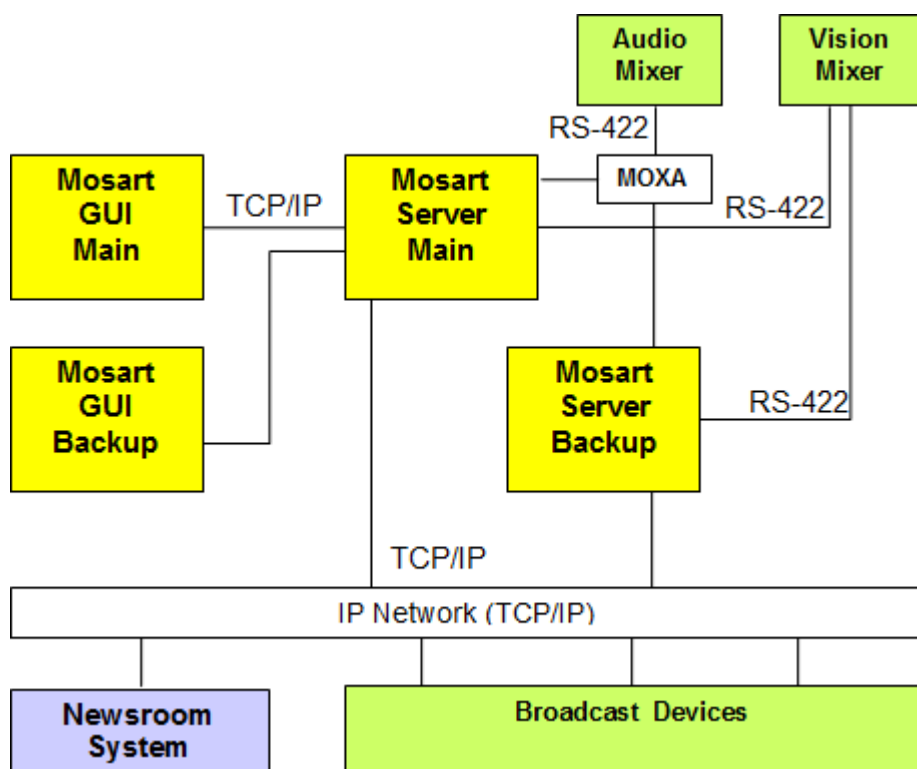 Audio
Mixer
Vision
Mixer
RS-422
Mosart
GUI
Main
TCP/IP
Mosart
Server
Main
MOXA
RS-422
Mosart
GUI
Backup
Mosart
Server
Backup
RS-422
TCP/IP
IP Network (TCP/IP)
Newsroom
System
Broadcast Devices